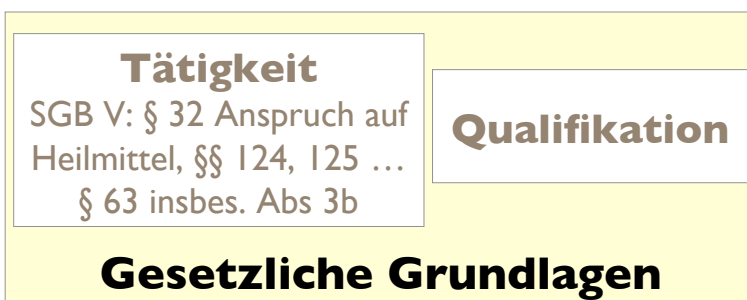 Tätigkeit
SGB V: § 32 Anspruch auf
Heilmittel, §§ 124, 125 …
§ 63 insbes. Abs 3b
Qualifikation
Gesetzliche Grundlagen